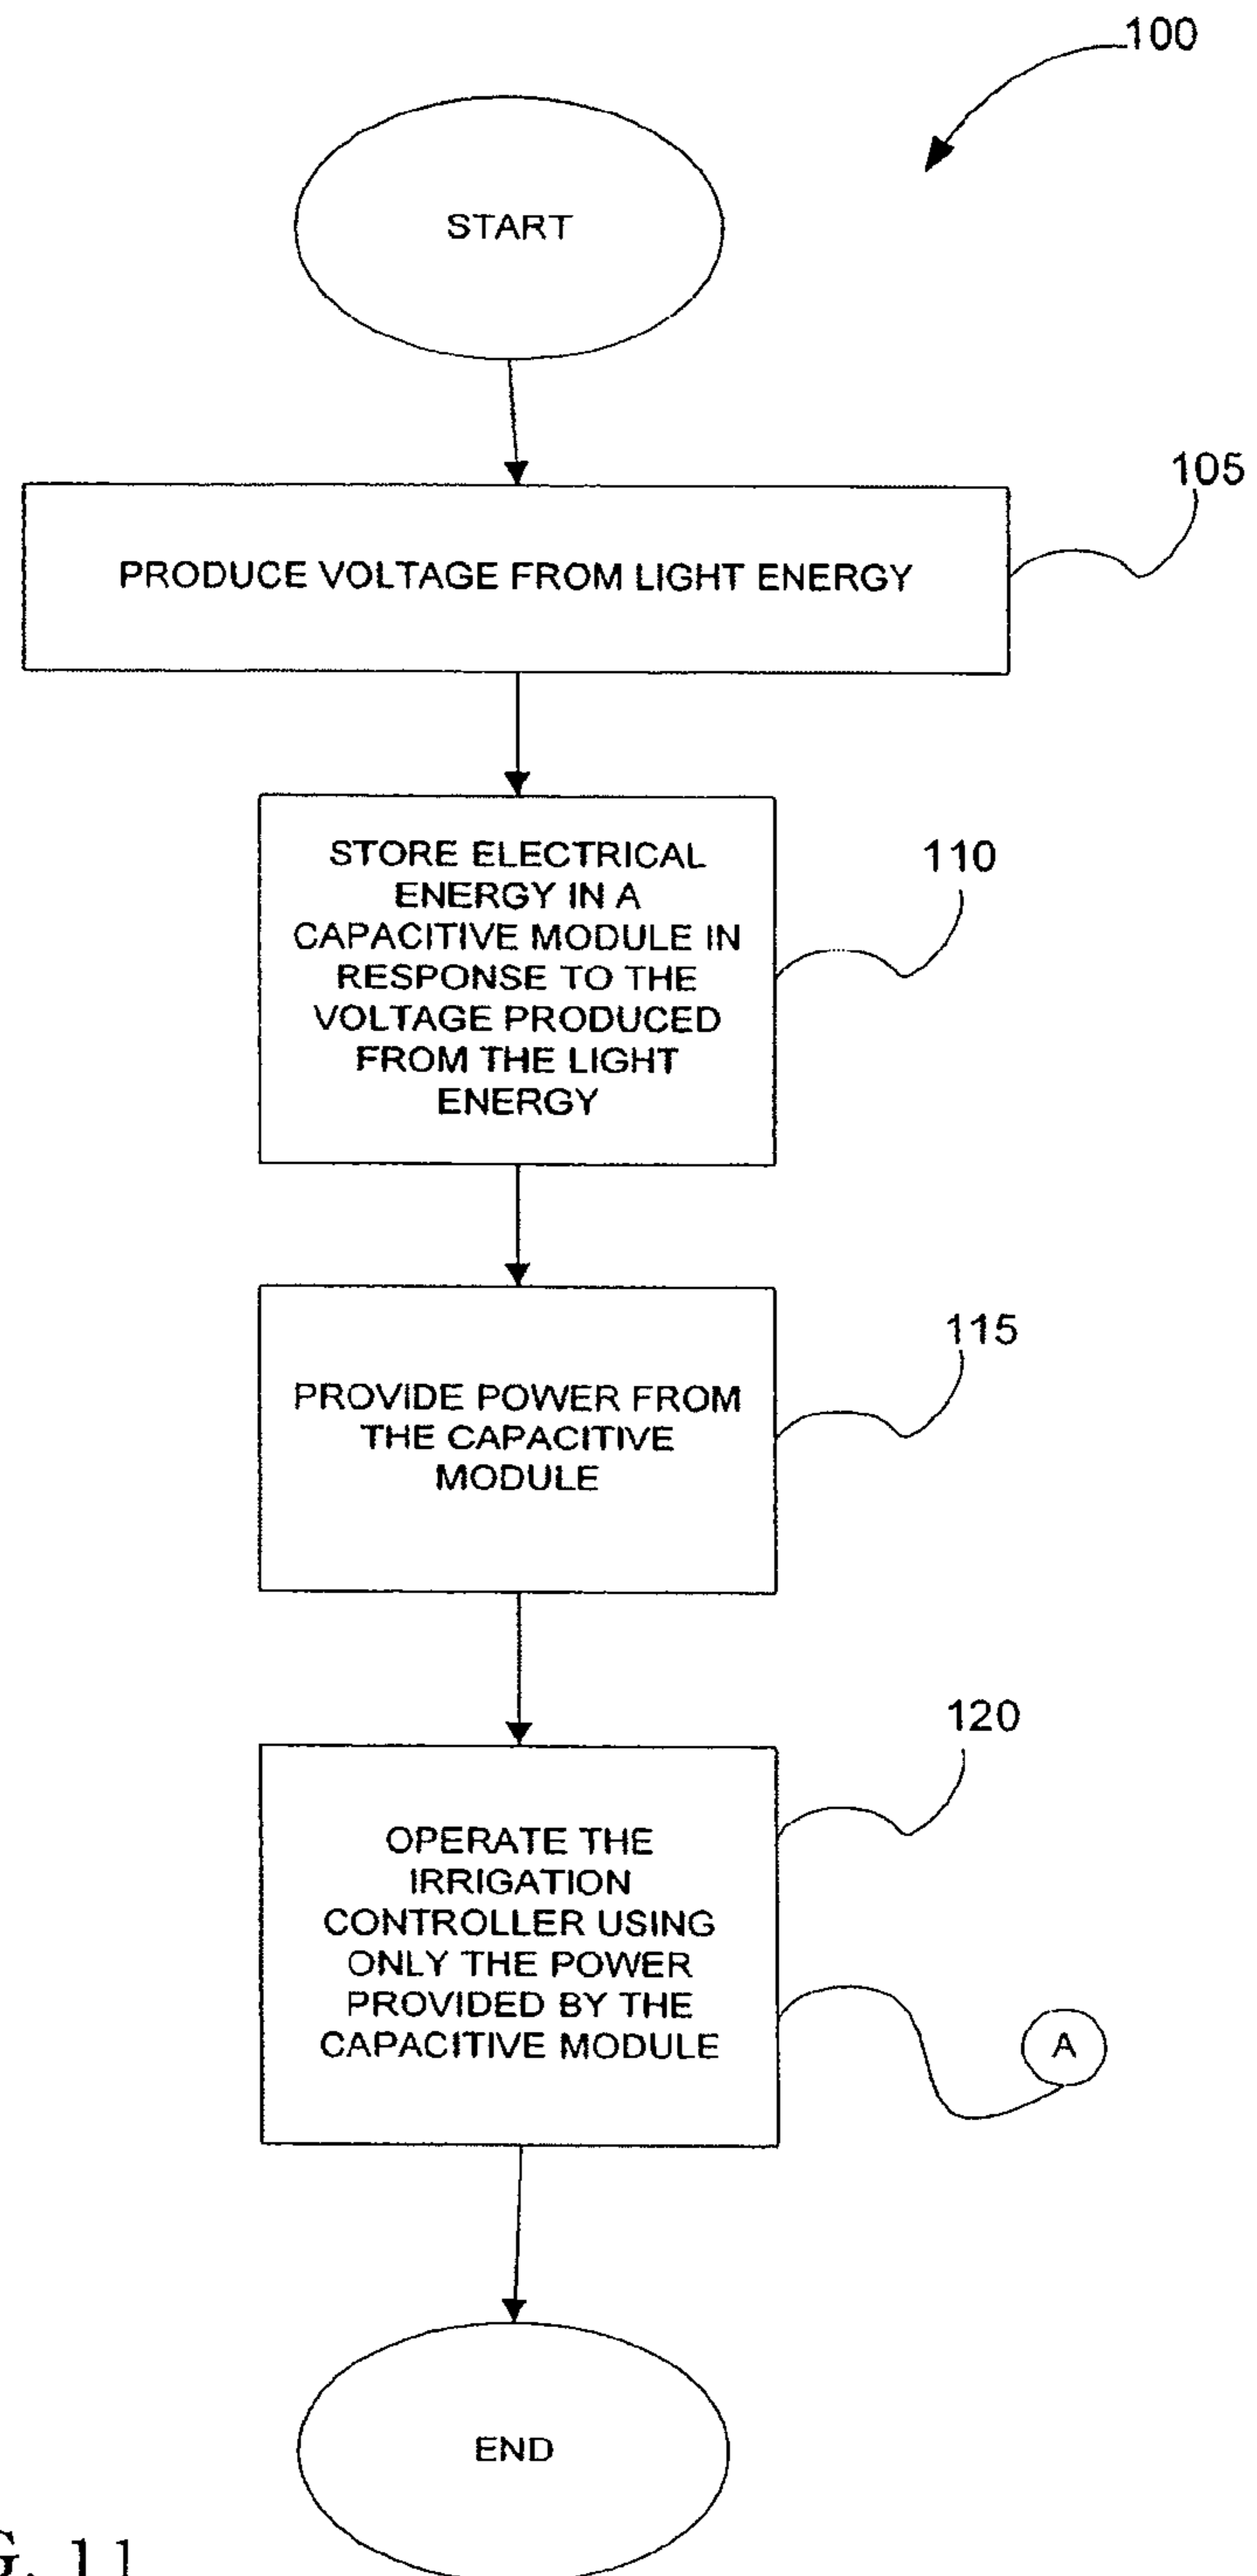 100
START
105
PRODUCE VOLTAGE FROM LIGHT ENERGY
110
STORE ELECTRICAL
ENERGY IN A
CAPACITIVE MODULE IN
RESPONSE TO THE
VOLTAGE PRODUCED
FROM THE LIGHT
ENERGY
115
PROVIDE POWER FROM
THE CAPACITIVE
MODULE
120
OPERATE THE
IRRIGATION
CONTROLLER USING
ONLY THE POWER
PROVIDED BY THE
CAPACITIVE MODULE
A
END
G. 11